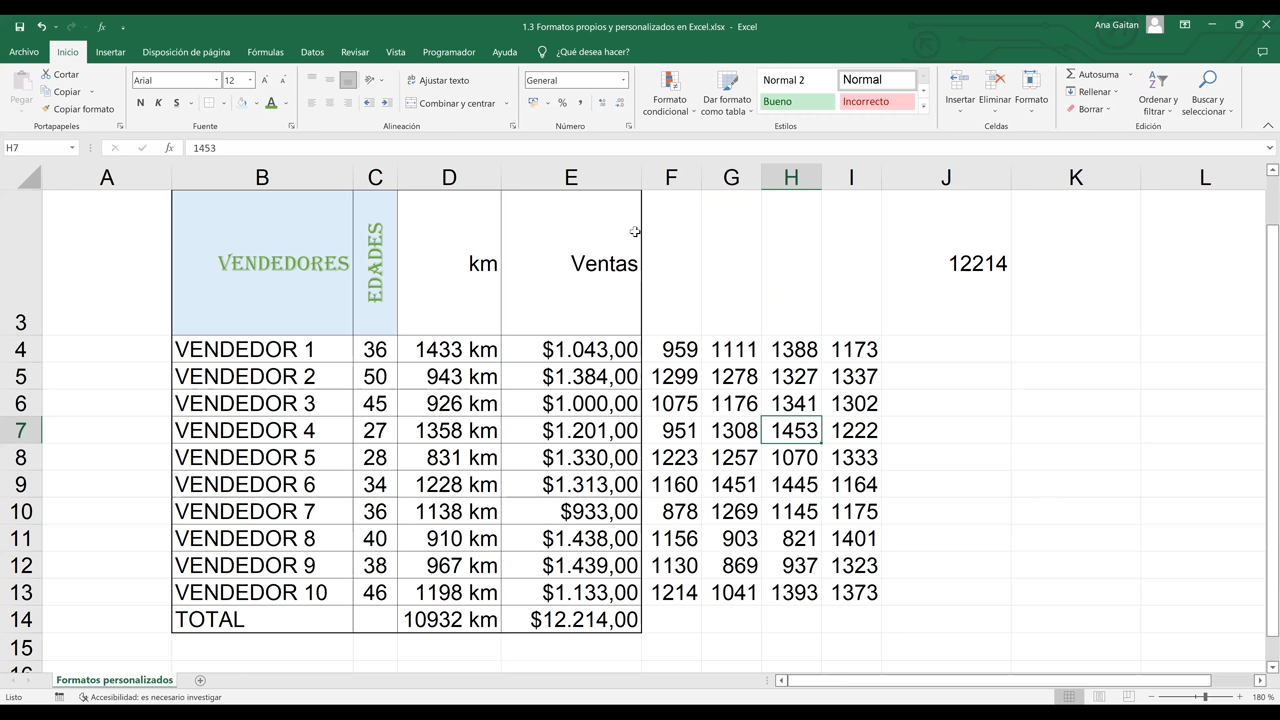 1.3 Formatos propios y personalizados en Excel.xlsx - Excel
Ana Gaitan
Archivo Inicio Insertar Disposición de página Fórmulas Datos Revisar Vista Programador Ayuda ¿Qué desea hacer?
Pegar
Cortar
Copiar
Copiar formato
Portapapeles
Arial 12
N K S
Fuente
Ajustar texto
Combinar y centrar
Alineación
General
% ,
Número
Formato condicional
Dar formato como tabla
Normal 2 Normal
Bueno Incorrecto
Estilos
Insertar Eliminar Formato
Celdas
Autosuma
Rellenar
Borrar
Ordenar y filtrar
Buscar y seleccionar
Edición
H7 fx 1453
A B C D E F G H I J K L
3 VENDEDORES EDADES km Ventas 12214
4 VENDEDOR 1 36 1433 km $1.043,00 959 1111 1388 1173
5 VENDEDOR 2 50 943 km $1.384,00 1299 1278 1327 1337
6 VENDEDOR 3 45 926 km $1.000,00 1075 1176 1341 1302
7 VENDEDOR 4 27 1358 km $1.201,00 951 1308 1453 1222
8 VENDEDOR 5 28 831 km $1.330,00 1223 1257 1070 1333
9 VENDEDOR 6 34 1228 km $1.313,00 1160 1451 1445 1164
10 VENDEDOR 7 36 1138 km $933,00 878 1269 1145 1175
11 VENDEDOR 8 40 910 km $1.438,00 1156 903 821 1401
12 VENDEDOR 9 38 967 km $1.439,00 1130 869 937 1323
13 VENDEDOR 10 46 1198 km $1.133,00 1214 1041 1393 1373
14 TOTAL 10932 km $12.214,00
15
16
Formatos personalizados
Listo Accesibilidad: es necesario investigar 180 %